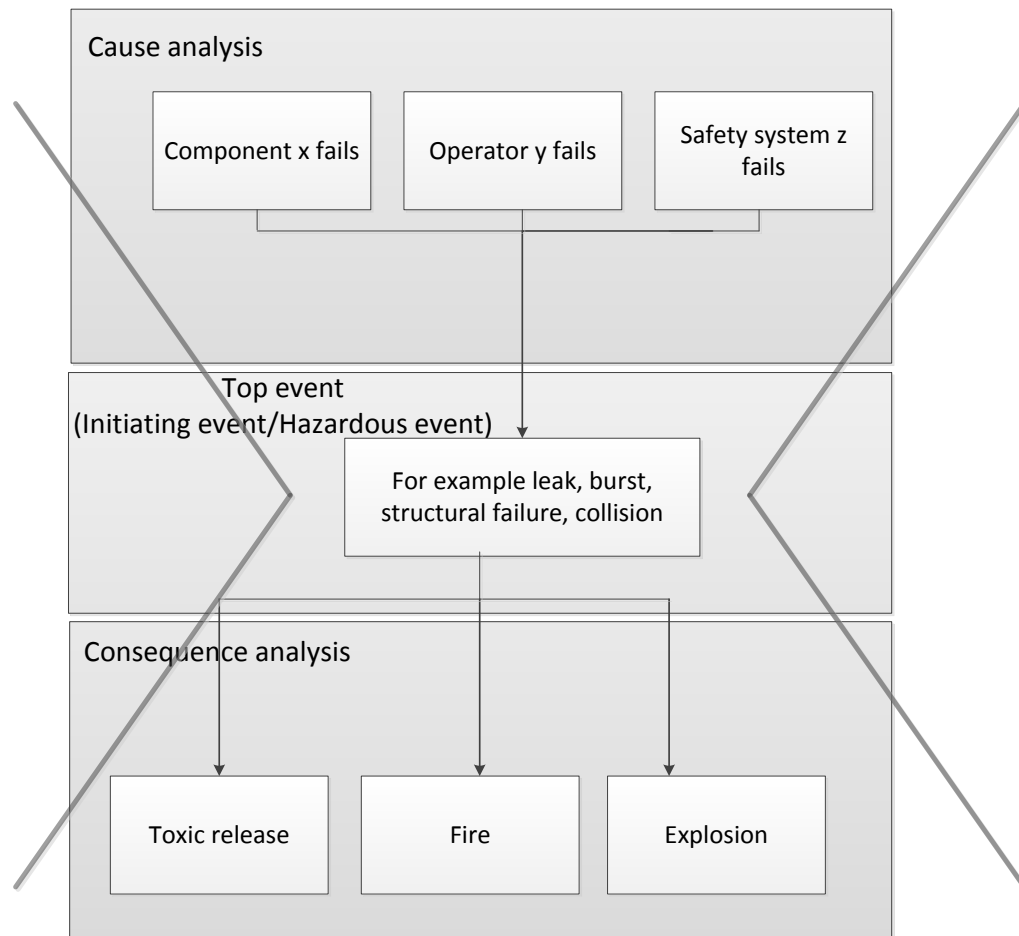 Cause analysis
Component x fails
Operator y fails
Safety system z
fails
Top event
(Initiating event/Hazardous event)
For example leak, burst,
structural failure, collision
Consequence analysis
Toxic release
Fire
Explosion